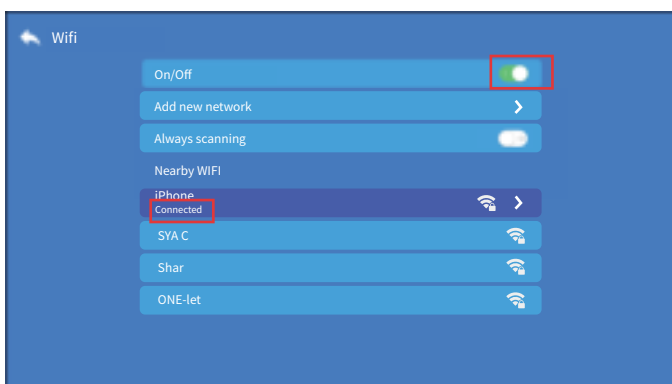 Wifi
On/Off
Add new network
Always scanning
Nearby WIFI
iPhone
Connected
SYA C
Shar
ONE-let